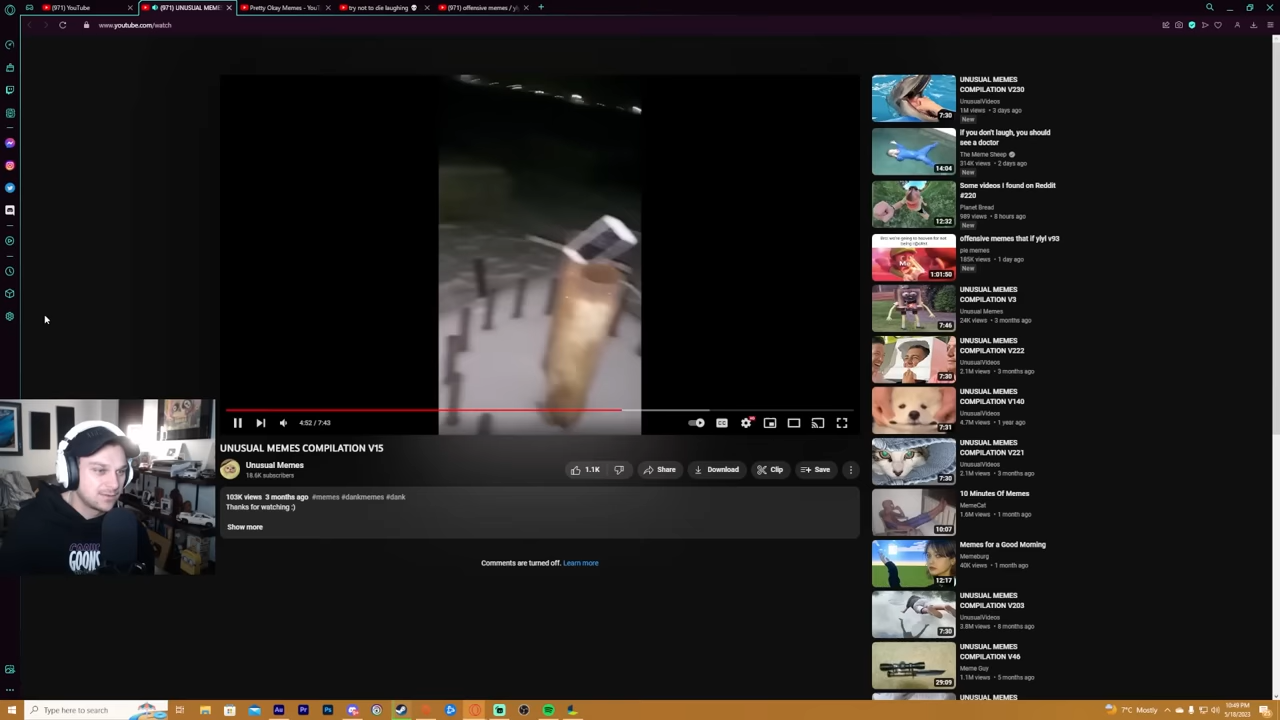 (971) YouTube
(971) UNUSUAL MEME
Pretty Okay Memes - YouT
try not to die laughing 💀
(971) offensive memes / yl
www.youtube.com/watch
4:52 / 7:43
UNUSUAL MEMES COMPILATION V15
Unusual Memes
18.6K subscribers
1.1K
Share
Download
Clip
Save
103K views 3 months ago #memes #dankmemes #dank
Thanks for watching :)
Show more
Comments are turned off. Learn more
GOONS
7:30
UNUSUAL MEMES
COMPILATION V230
UnusualVideos
1M views • 3 days ago
New
14:04
if you don't laugh, you should
see a doctor
The Meme Sheep
314K views • 2 days ago
New
12:32
Some videos I found on Reddit
#220
Planet Bread
989 views • 8 hours ago
New
1:01:50
offensive memes that if ylyl v93
pie memes
185K views • 1 day ago
New
7:46
UNUSUAL MEMES
COMPILATION V3
Unusual Memes
24K views • 3 months ago
7:30
UNUSUAL MEMES
COMPILATION V222
UnusualVideos
2.1M views • 3 months ago
7:31
UNUSUAL MEMES
COMPILATION V140
UnusualVideos
4.7M views • 1 year ago
7:30
UNUSUAL MEMES
COMPILATION V221
UnusualVideos
2.1M views • 3 months ago
10:07
10 Minutes Of Memes
MemeCat
1.6M views • 1 month ago
12:17
Memes for a Good Morning
Memeburg
40K views • 1 month ago
7:30
UNUSUAL MEMES
COMPILATION V203
UnusualVideos
3.8M views • 8 months ago
29:09
UNUSUAL MEMES
COMPILATION V46
Meme Guy
1.1M views • 5 months ago
UNUSUAL MEMES
Type here to search
7°C Mostly
10:49 PM
5/18/2023